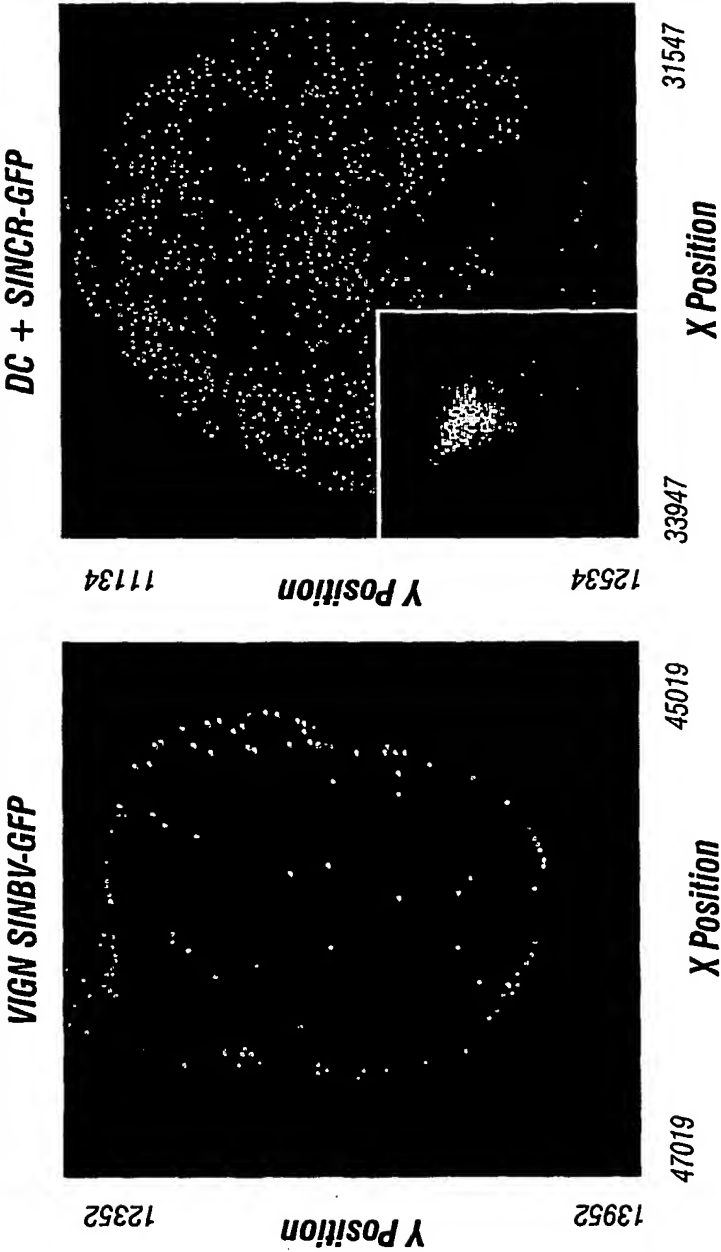 VIGN SINBV-GFP
Y Position
12352
13952
47019
45019
X Position
DC + SINCR-GFP
Y Position
11134
12534
33947
31547
X Position